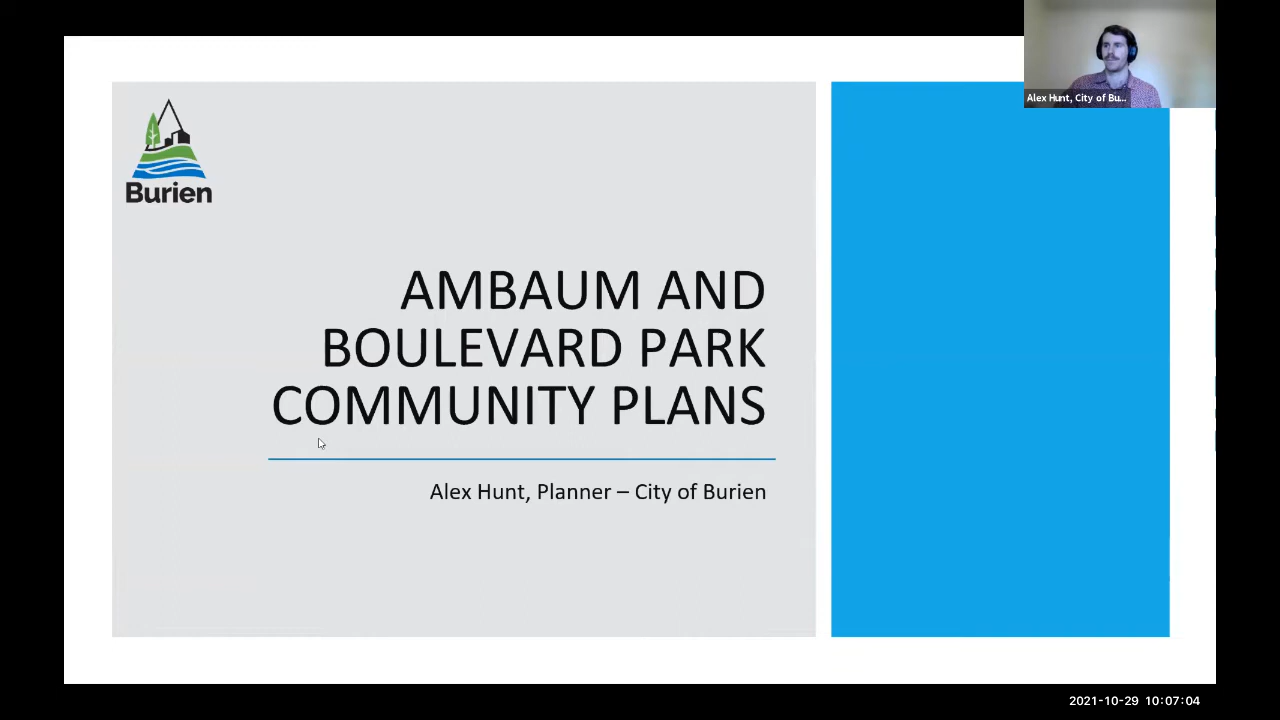 Alex Hunt, City of Bu...
Burien
AMBAUM AND
BOULEVARD PARK
COMMUNITY PLANS
Alex Hunt, Planner – City of Burien
2021-10-29 10:07:04